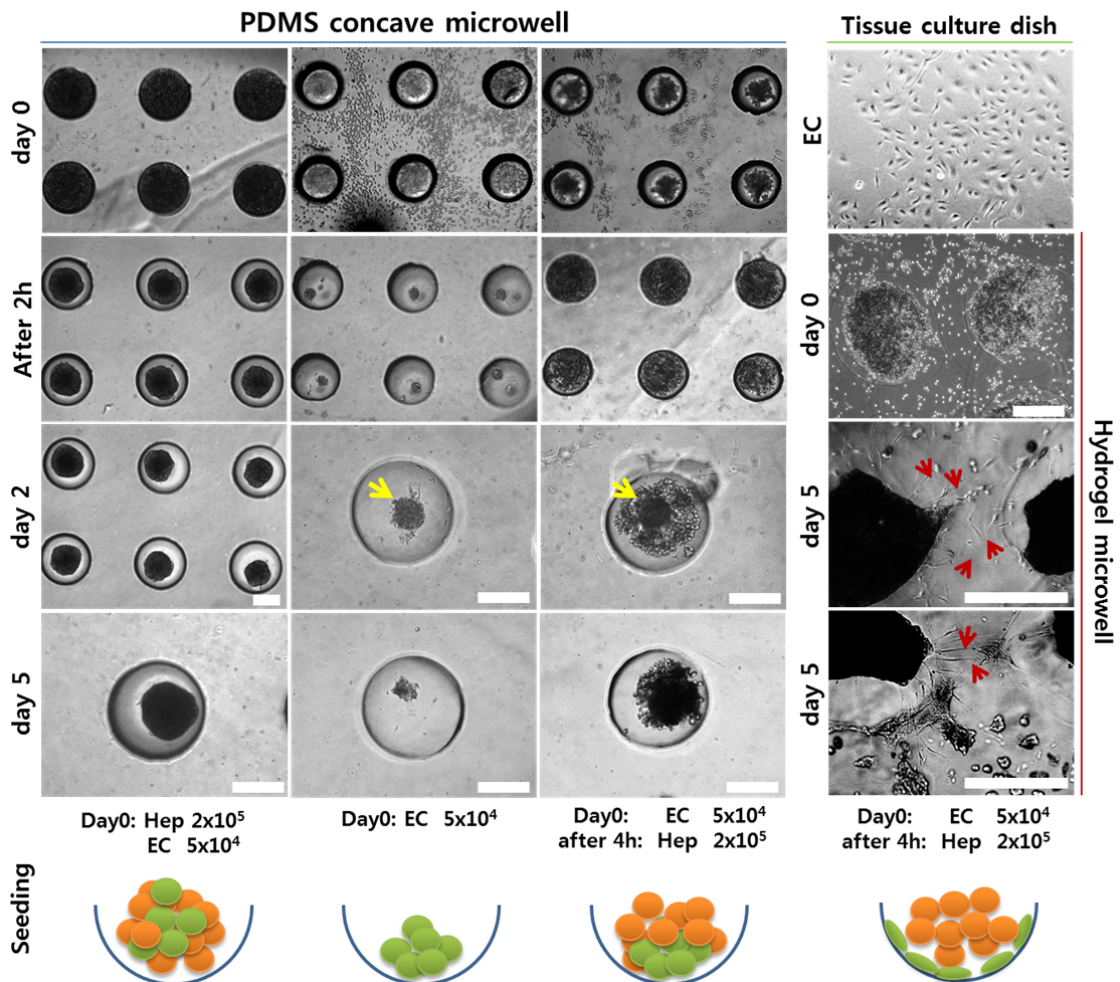 PDMS concave microwell
Tissue culture dish
day 0
After 2h
day 2
day 5
EC
day 0
day 5
day 5
Hydrogel microwell
Day0: Hep 2x10⁵
EC 5x10⁴
Day0: EC 5x10⁴
Day0: EC 5x10⁴
after 4h: Hep 2x10⁵
Day0: EC 5x10⁴
after 4h: Hep 2x10⁵
Seeding